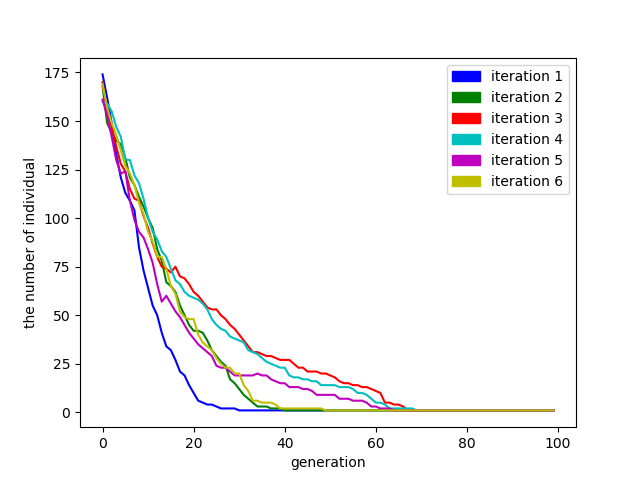 175
150
125
100
75
50
25
0
the number of individual
0 20 40 60 80 100
generation
iteration 1
iteration 2
iteration 3
iteration 4
iteration 5
iteration 6